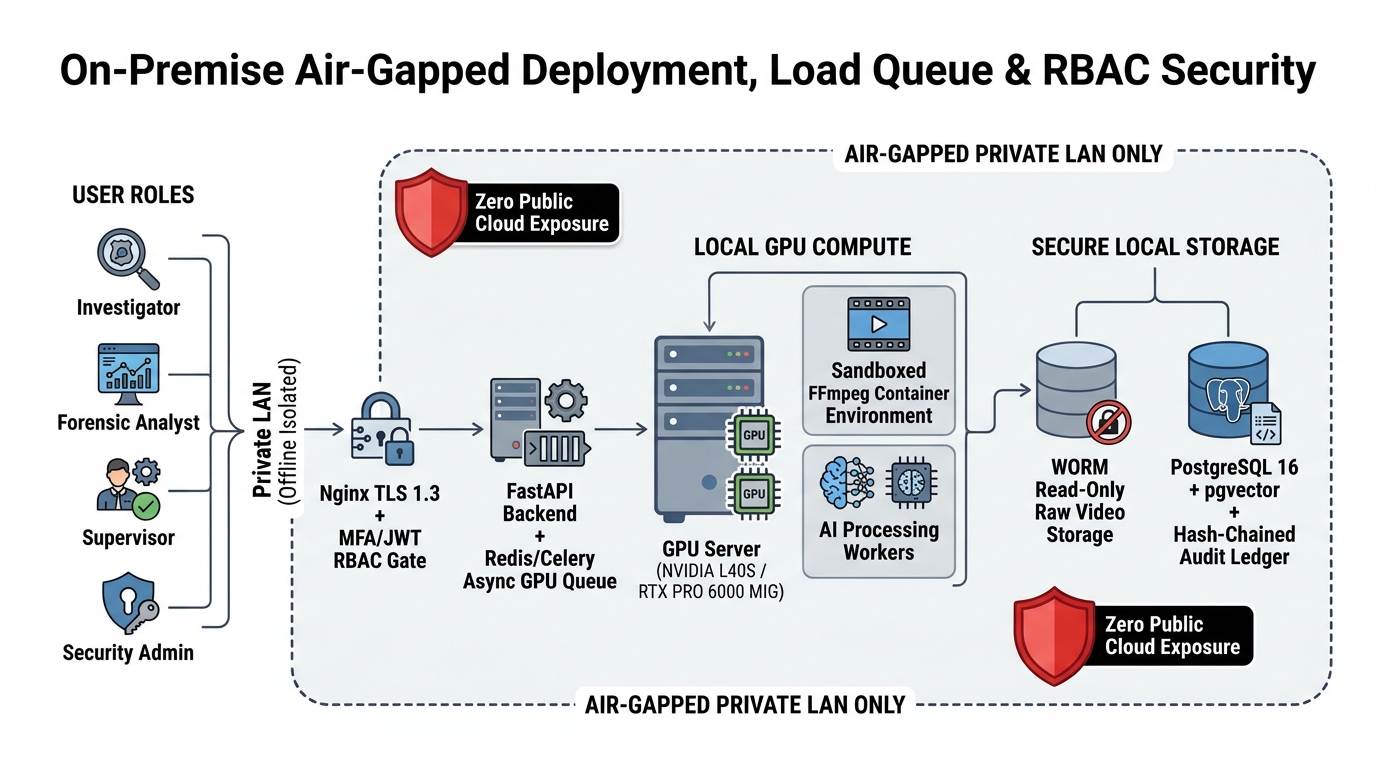 On-Premise Air-Gapped Deployment, Load Queue & RBAC Security
AIR-GAPPED PRIVATE LAN ONLY
Zero Public
Cloud Exposure
USER ROLES
Investigator
Forensic Analyst
Supervisor
Security Admin
Private LAN
(Offline Isolated)
Nginx TLS 1.3
+
MFA/JWT
RBAC Gate
FastAPI
Backend
+
Redis/Celery
Async GPU Queue
LOCAL GPU COMPUTE
GPU
GPU
GPU Server
(NVIDIA L40S /
RTX PRO 6000 MIG)
Sandboxed
FFmpeg Container
Environment
AI Processing
Workers
SECURE LOCAL STORAGE
WORM
Read-Only
Raw Video
Storage
PostgreSQL 16
+ pgvector
+
Hash-Chained
Audit Ledger
Zero Public
Cloud Exposure
AIR-GAPPED PRIVATE LAN ONLY